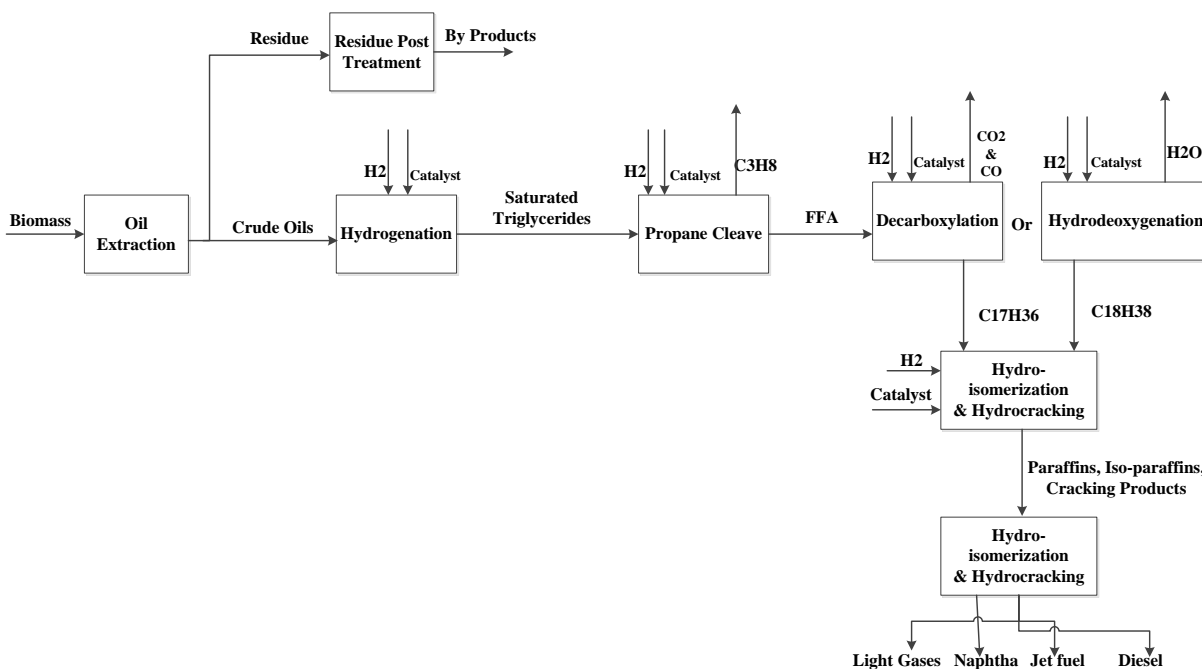 Residue
Residue Post
Treatment
By Products
Biomass
Oil
Extraction
Crude Oils
H2
Catalyst
Hydrogenation
Saturated
Triglycerides
H2
Catalyst
C3H8
Propane Cleave
FFA
H2
Catalyst
CO2
&
CO
Decarboxylation
Or
H2
Catalyst
H2O
Hydrodeoxygenation
C17H36
C18H38
H2
Catalyst
Hydro-
isomerization
& Hydrocracking
Paraffins, Iso-paraffins,
Cracking Products
Hydro-
isomerization
& Hydrocracking
Light Gases
Naphtha
Jet fuel
Diesel